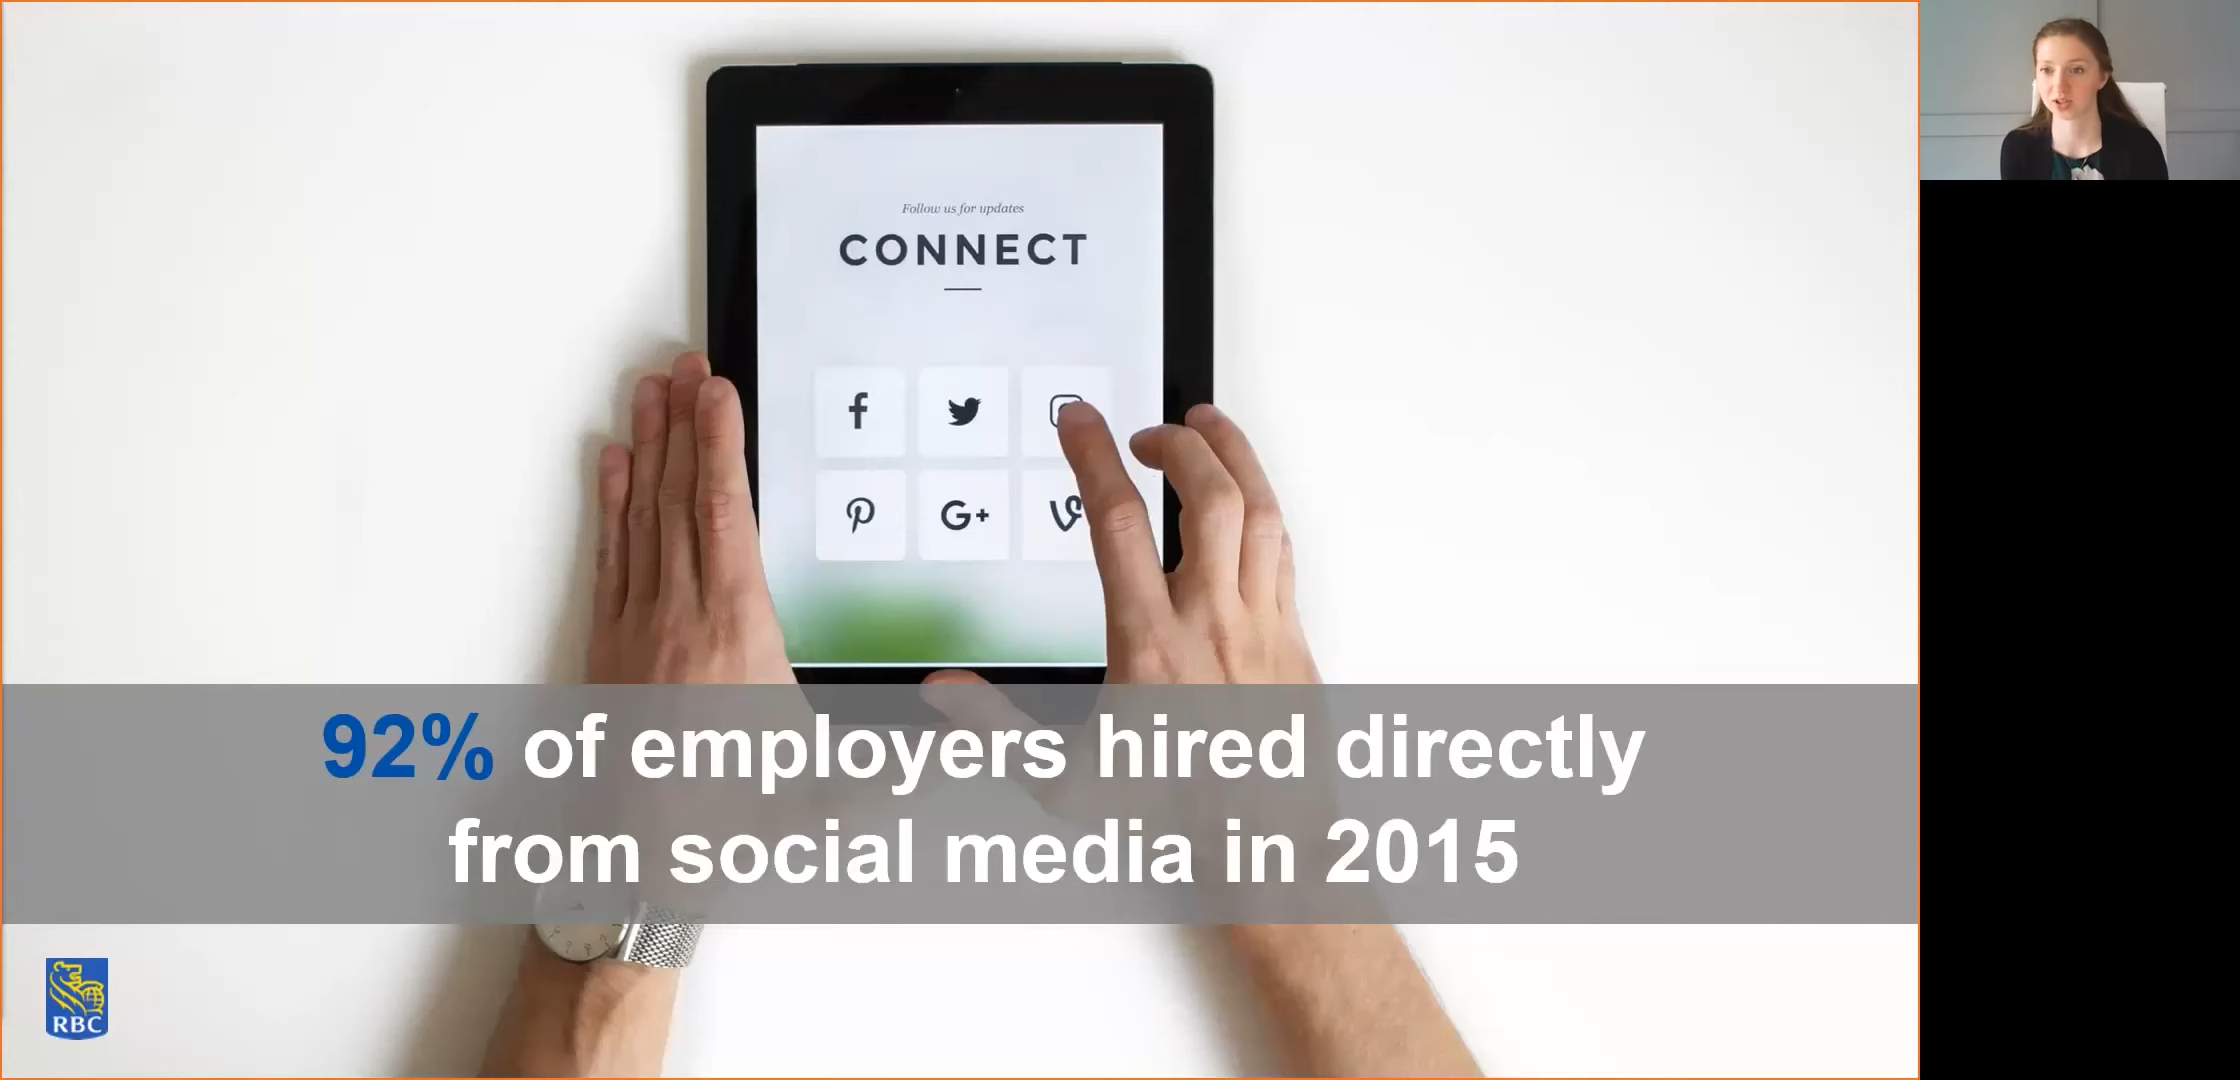 Follow us for updates
CONNECT
f
G+
92% of employers hired directly
from social media in 2015
RBC